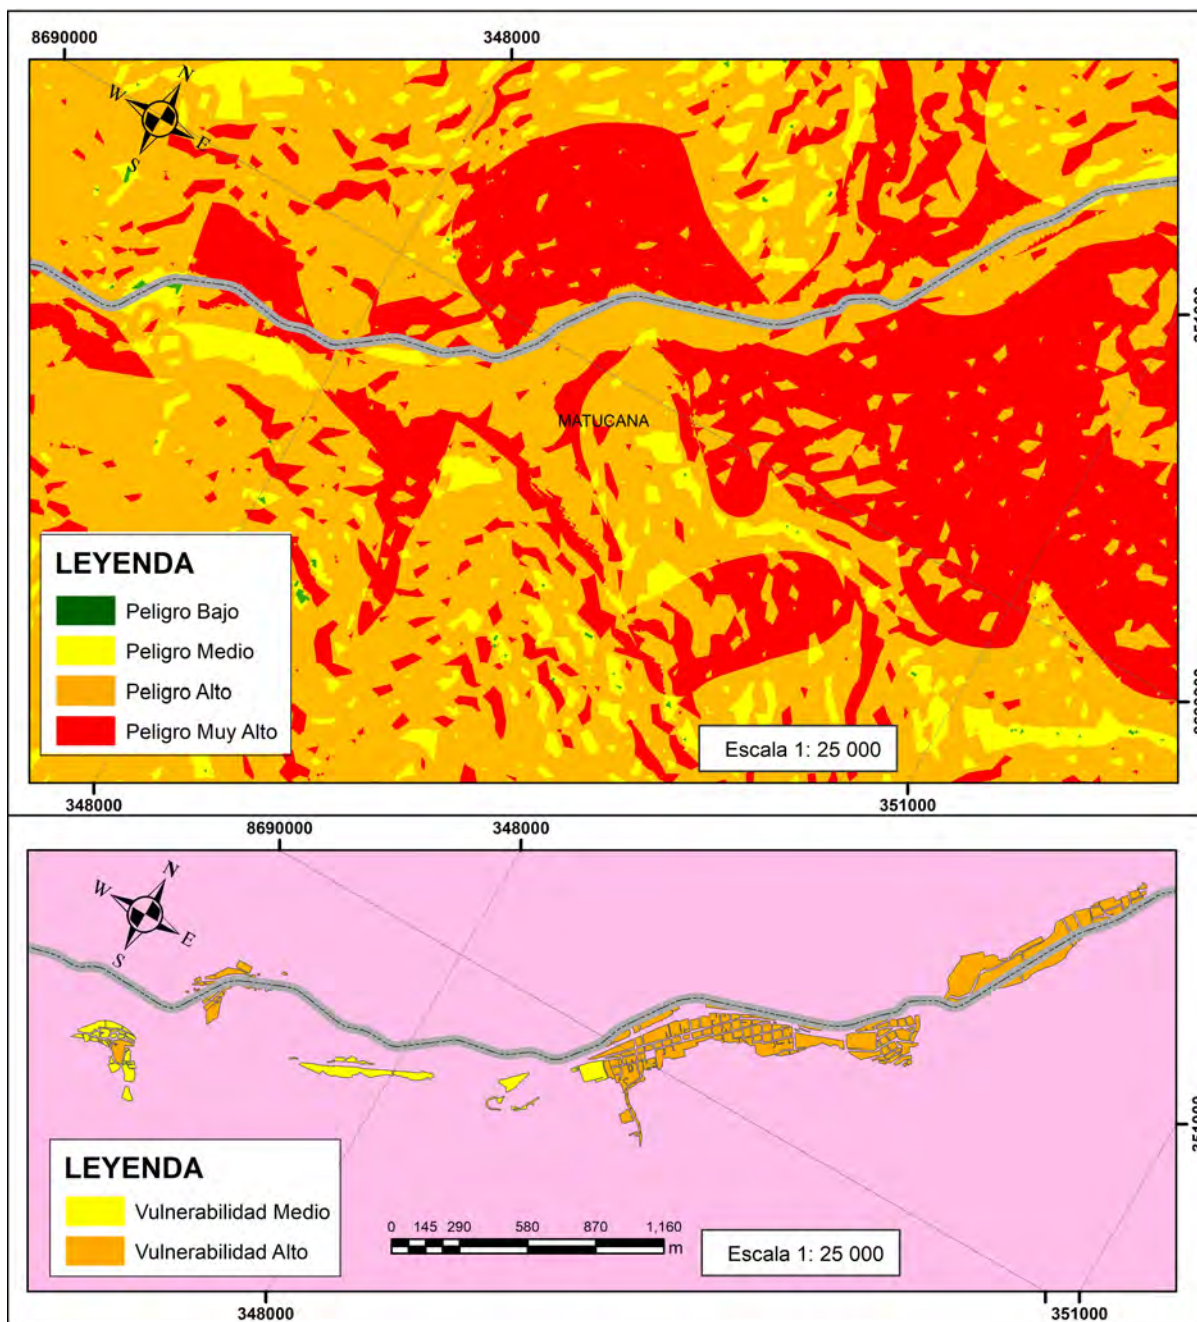 8690000
348000
N
W
E
S
351000
MATUCANA
LEYENDA
Peligro Bajo
Peligro Medio
Peligro Alto
Peligro Muy Alto
Escala 1: 25 000
348000
351000
8690000
348000
N
W
E
S
351000
LEYENDA
Vulnerabilidad Medio
Vulnerabilidad Alto
0 145 290 580 870 1,160
m
Escala 1: 25 000
348000
351000